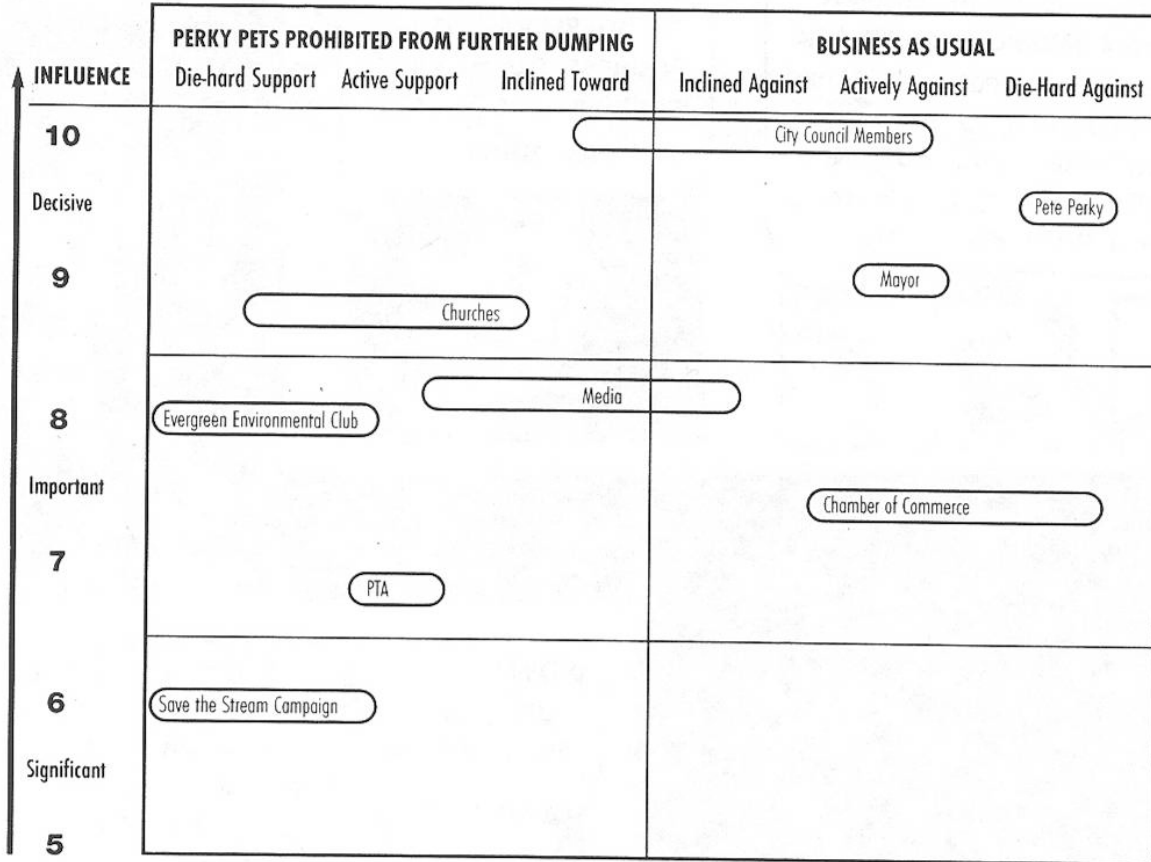 PERKY PETS PROHIBITED FROM FURTHER DUMPING
BUSINESS AS USUAL
INFLUENCE
Die-hard Support
Active Support
Inclined Toward
Inclined Against
Actively Against
Die-Hard Against
10
City Council Members
Decisive
Pete Perky
9
Mayor
Churches
Media
8
Evergreen Environmental Club
Important
Chamber of Commerce
7
PTA
6
Save the Stream Campaign
Significant
5